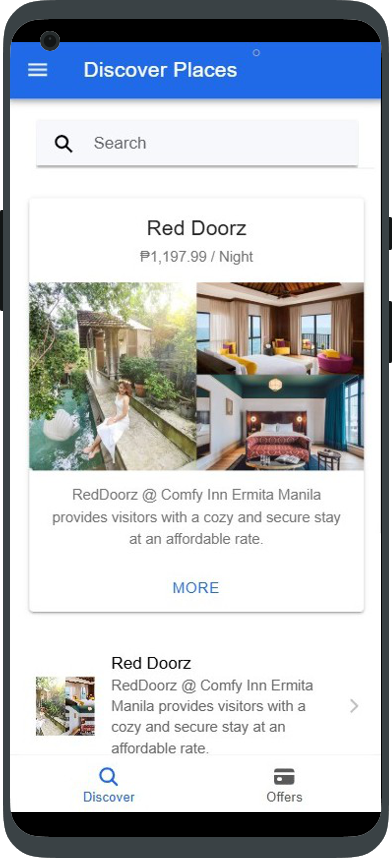 Discover Places
Search
Red Doorz
₱1,197.99 / Night
RedDoorz @ Comfy Inn Ermita Manila
provides visitors with a cozy and secure stay
at an affordable rate.
MORE
Red Doorz
RedDoorz @ Comfy Inn Ermita
Manila provides visitors with a
cozy and secure stay at an
affordable rate.
Discover
Offers